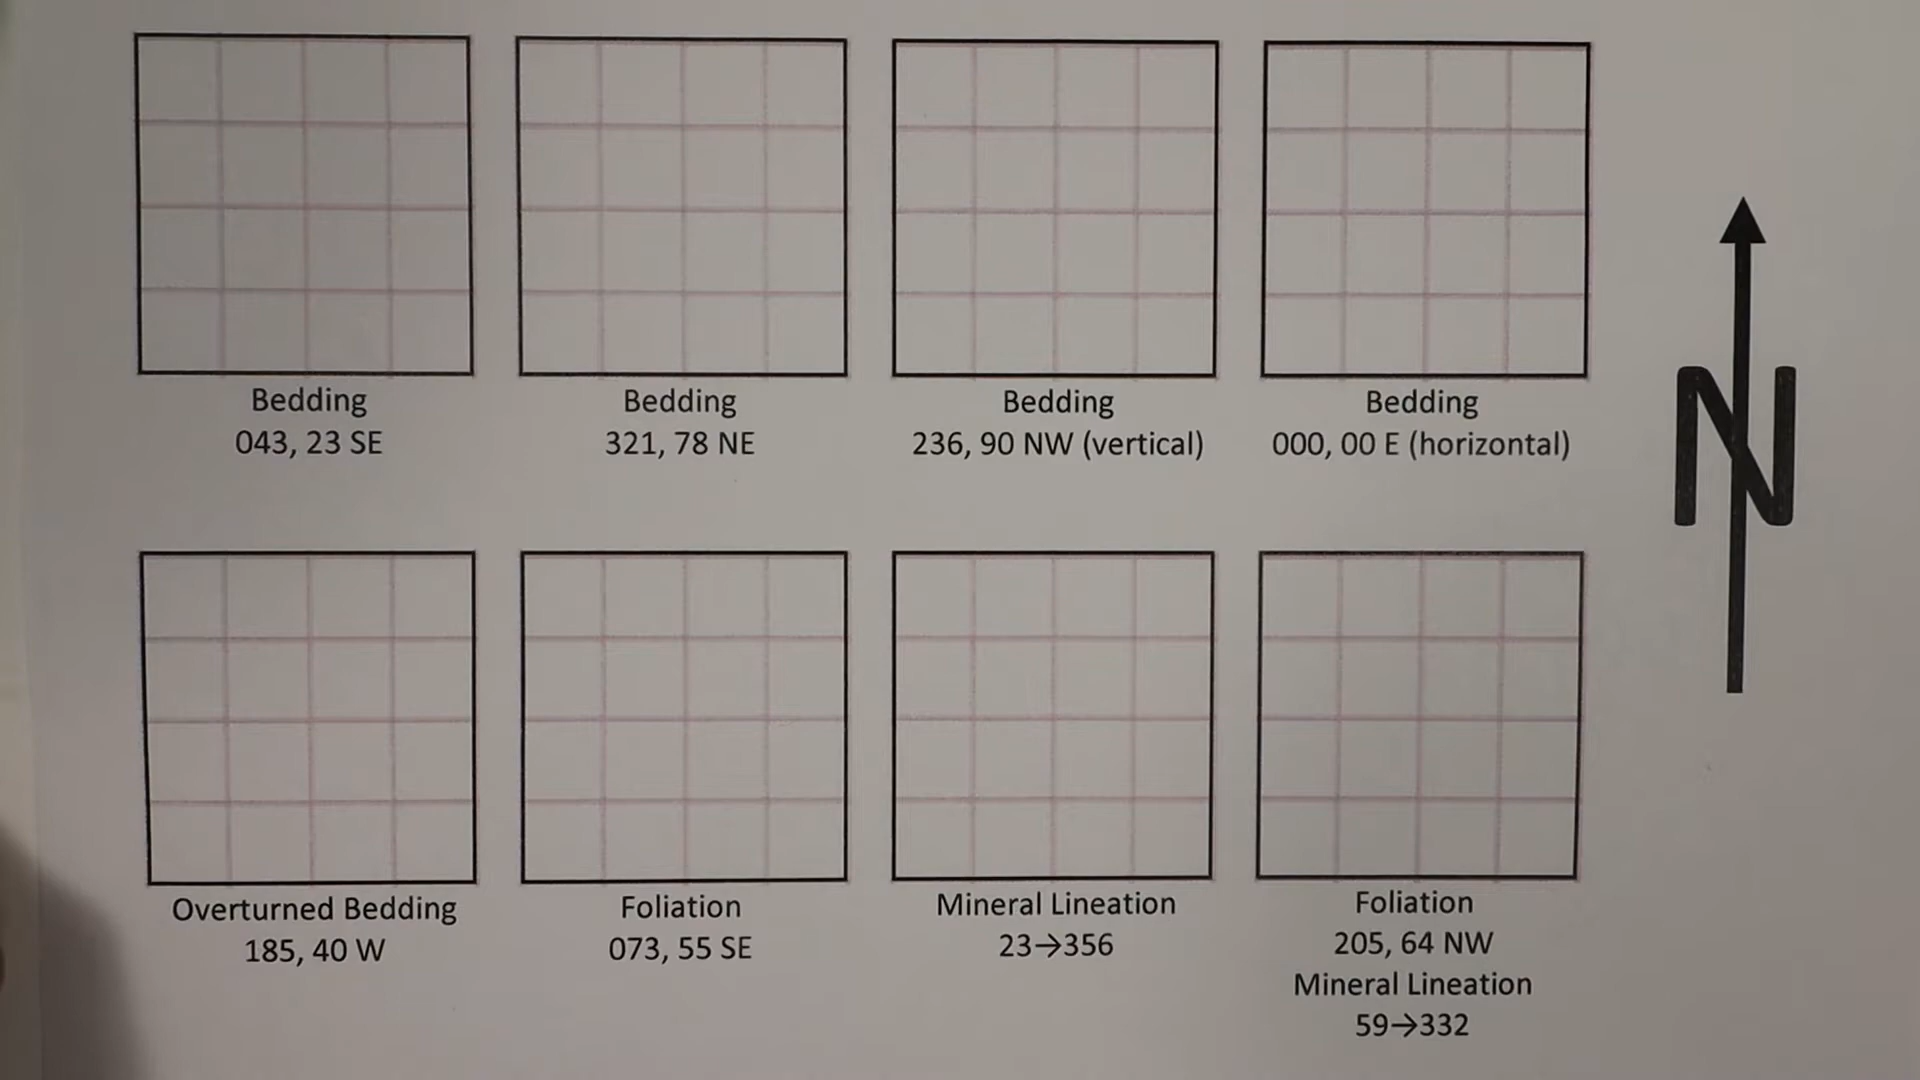 Bedding
043, 23 SE
Bedding
321, 78 NE
Bedding
236, 90 NW (vertical)
Bedding
000, 00 E (horizontal)
N
Overturned Bedding
185, 40 W
Foliation
073, 55 SE
Mineral Lineation
23→356
Foliation
205, 64 NW
Mineral Lineation
59→332